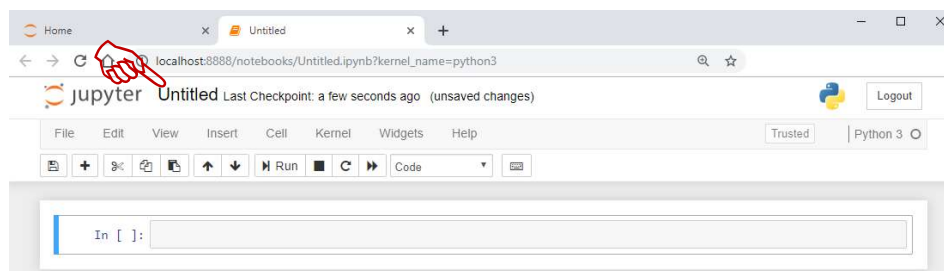 Home Untitled
localhost:8888/notebooks/Untitled.ipynb?kernel_name=python3
jupyter Untitled Last Checkpoint: a few seconds ago (unsaved changes) Logout
File Edit View Insert Cell Kernel Widgets Help Trusted Python 3
Run Code
In [ ]: